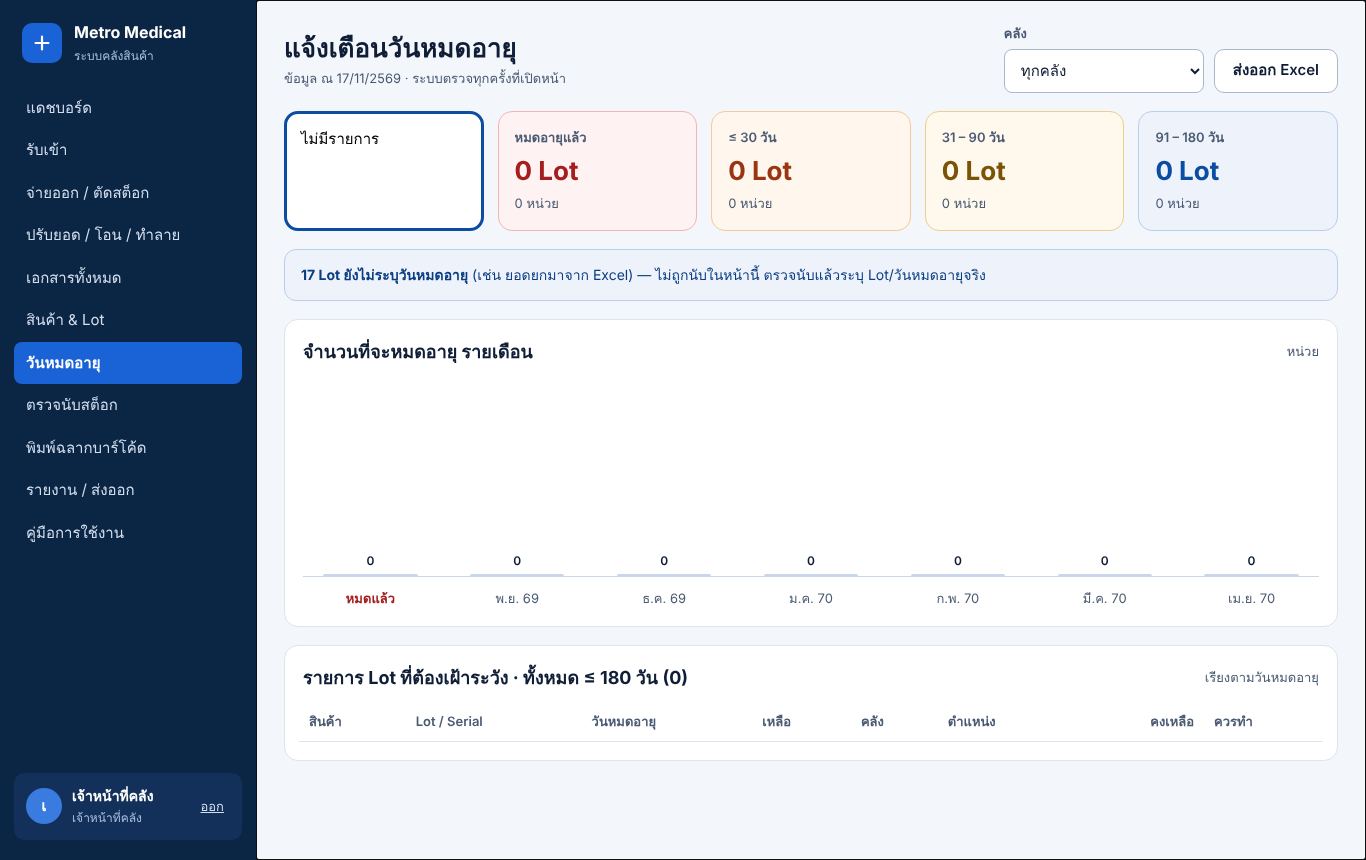 Metro Medical
ระบบคลังสินค้า
แดชบอร์ด
รับเข้า
จ่ายออก / ตัดสต็อก
ปรับยอด / โอน / ทำลาย
เอกสารทั้งหมด
สินค้า & Lot
วันหมดอายุ
ตรวจนับสต็อก
พิมพ์ฉลากบาร์โค้ด
รายงาน / ส่งออก
คู่มือการใช้งาน
เ
เจ้าหน้าที่คลัง
เจ้าหน้าที่คลัง
ออก
แจ้งเตือนวันหมดอายุ
ข้อมูล ณ 17/11/2569 · ระบบตรวจทุกครั้งที่เปิดหน้า
คลัง
ทุกคลัง
ส่งออก Excel
ไม่มีรายการ
หมดอายุแล้ว
0 Lot
0 หน่วย
≤ 30 วัน
0 Lot
0 หน่วย
31 – 90 วัน
0 Lot
0 หน่วย
91 – 180 วัน
0 Lot
0 หน่วย
17 Lot ยังไม่ระบุวันหมดอายุ (เช่น ยอดยกมาจาก Excel) — ไม่ถูกนับในหน้านี้ ตรวจนับแล้วระบุ Lot/วันหมดอายุจริง
จำนวนที่จะหมดอายุ รายเดือน
หน่วย
0 0 0 0 0 0 0
หมดแล้ว พ.ย. 69 ธ.ค. 69 ม.ค. 70 ก.พ. 70 มี.ค. 70 เม.ย. 70
รายการ Lot ที่ต้องเฝ้าระวัง · ทั้งหมด ≤ 180 วัน (0)
เรียงตามวันหมดอายุ
สินค้า Lot / Serial วันหมดอายุ เหลือ คลัง ตำแหน่ง คงเหลือ ควรทำ